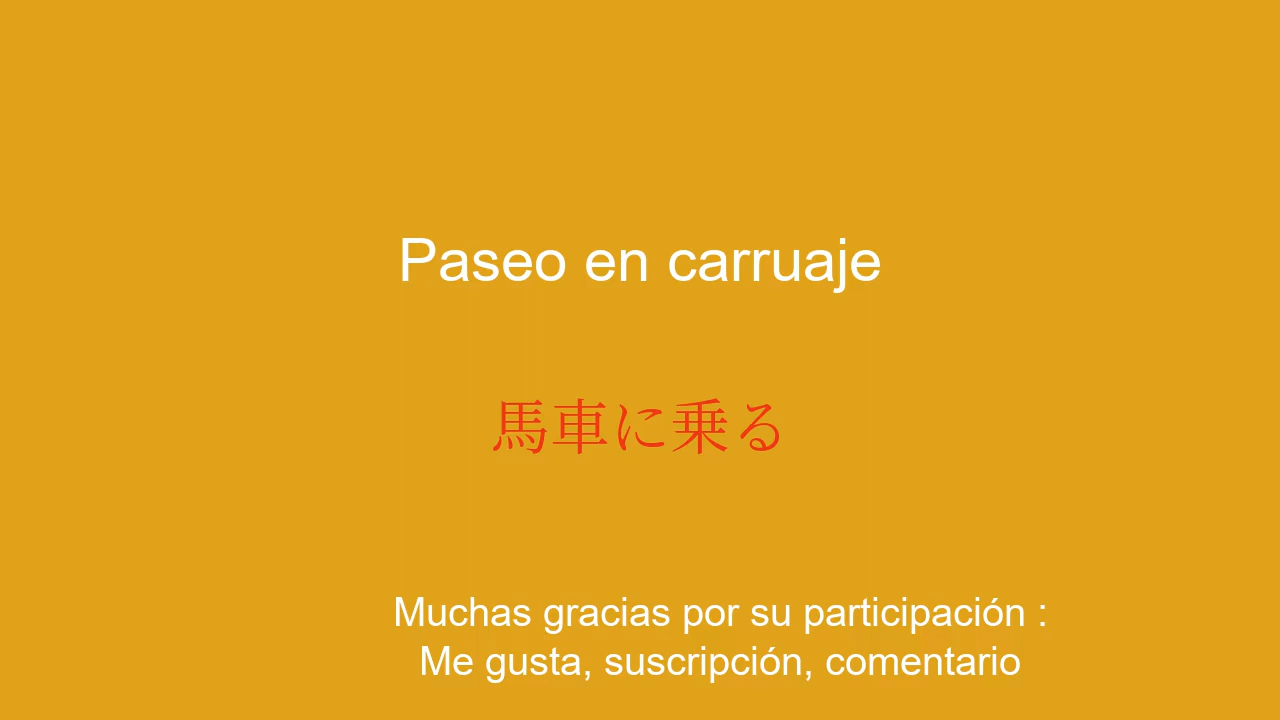 Paseo en carruaje
馬車に乗る
Muchas gracias por su participación :
Me gusta, suscripción, comentario